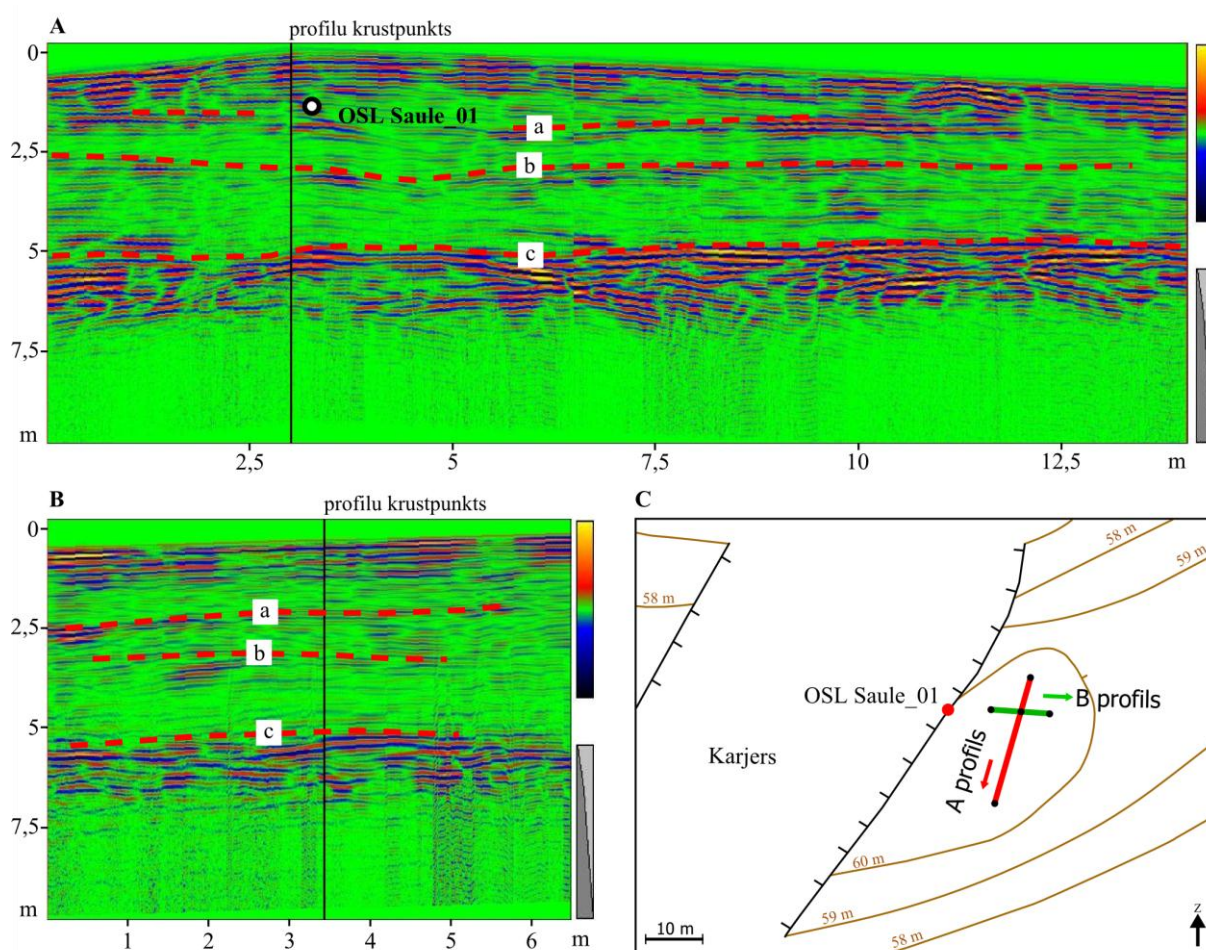 A
profilu krustpunkts
0
2,5
5
7,5
m
OSL Saule_01
a
b
c
2,5
5
7,5
10
12,5
m
B
profilu krustpunkts
0
2,5
5
7,5
m
a
b
c
1
2
3
4
5
6
m
C
58 m
59 m
58 m
OSL Saule_01
B profils
Karjers
A profils
60 m
59 m
58 m
10 m
Z